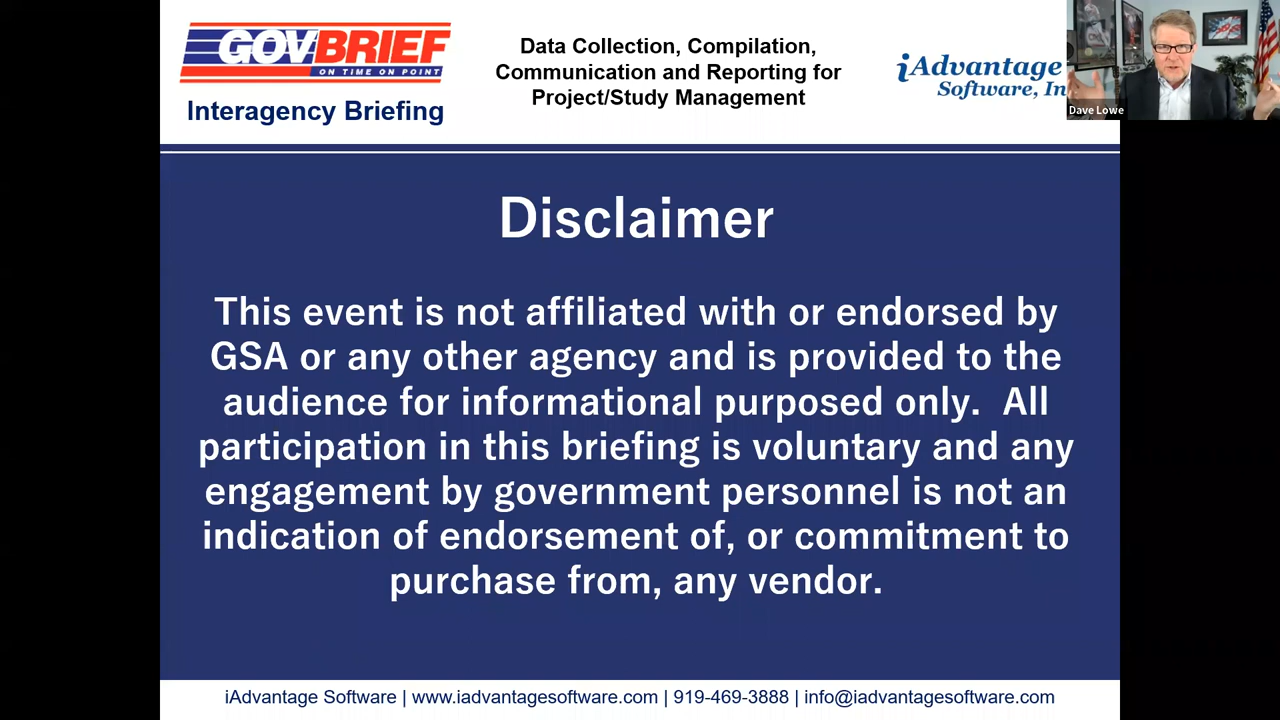 GOVBRIEF
ON TIME ON POINT
Interagency Briefing
Data Collection, Compilation,
Communication and Reporting for
Project/Study Management
iAdvantage
Software, In
Dave Lowe
Disclaimer
This event is not affiliated with or endorsed by
GSA or any other agency and is provided to the
audience for informational purposed only. All
participation in this briefing is voluntary and any
engagement by government personnel is not an
indication of endorsement of, or commitment to
purchase from, any vendor.
iAdvantage Software | www.iadvantagesoftware.com | 919-469-3888 | info@iadvantagesoftware.com